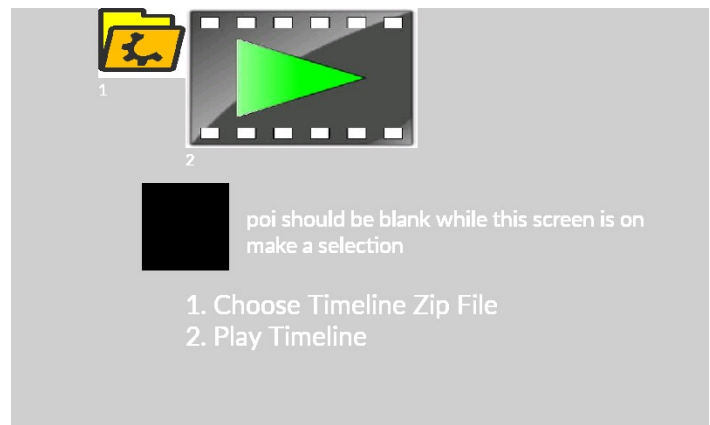 1
2
poi should be blank while this screen is on
make a selection
1. Choose Timeline Zip File
2. Play Timeline